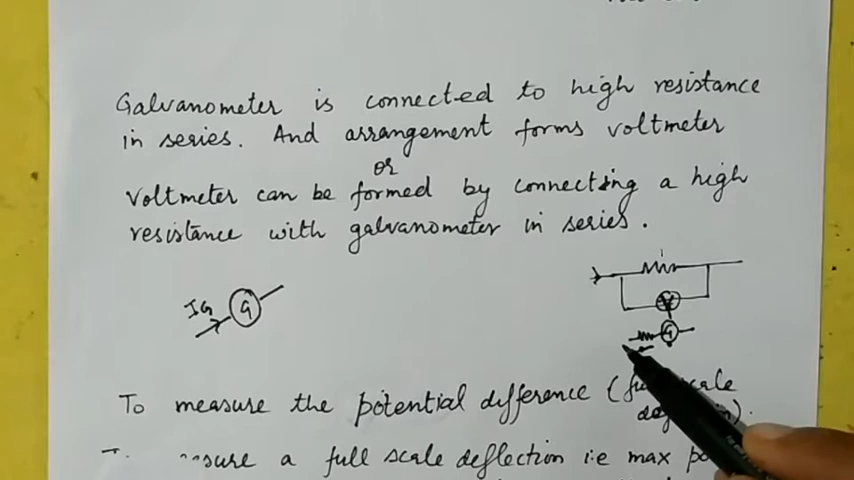 Galvanometer is connected to high resistance
in series. And arrangement forms voltmeter
or
Voltmeter can be formed by connecting a high
resistance with galvanometer in series.
IG G
V
G
To measure the potential difference (full scale
a full scale deflection i.e max